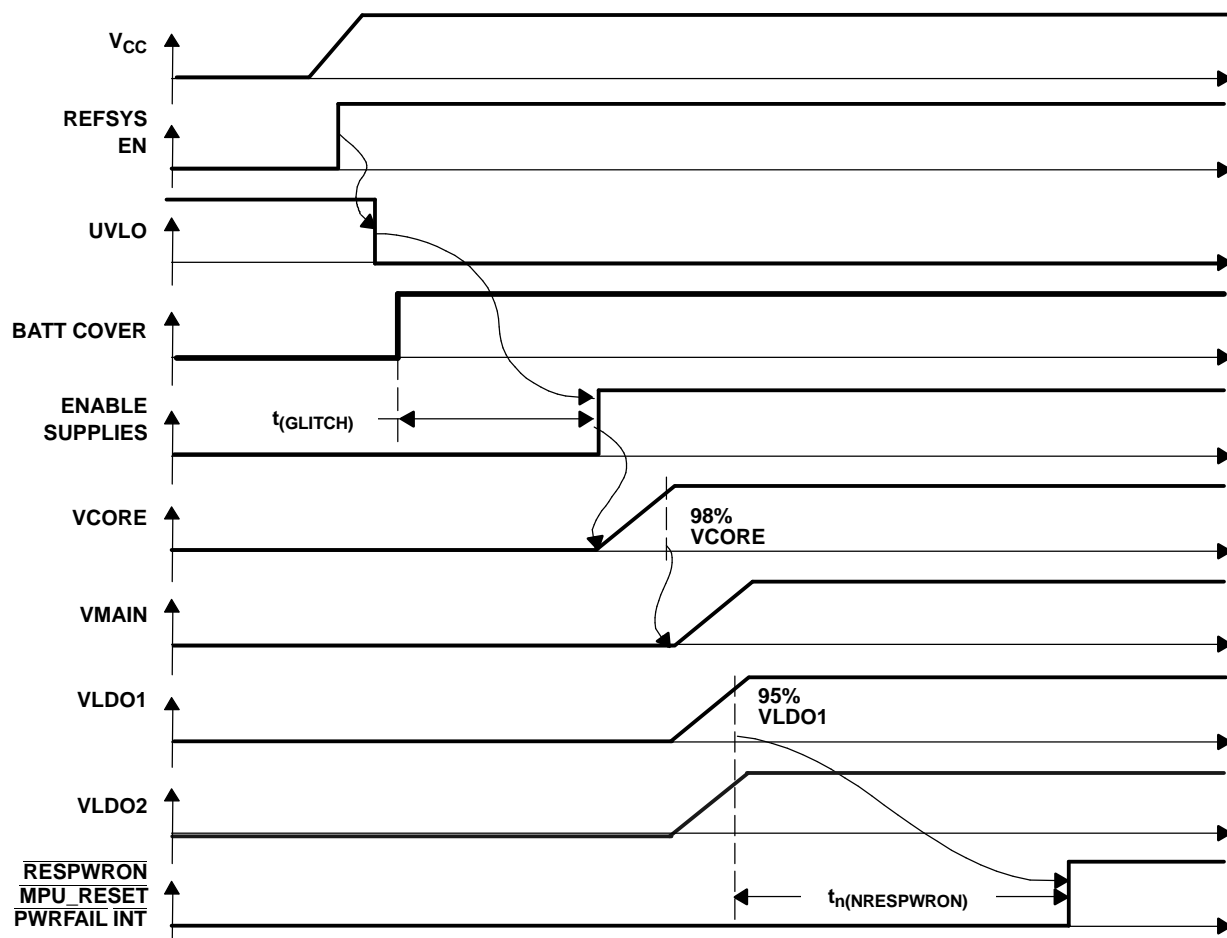 VCC
REFSYS
EN
UVLO
BATT COVER
ENABLE
SUPPLIES
t(GLITCH)
VCORE
98%
VCORE
VMAIN
VLDO1
95%
VLDO1
VLDO2
RESPWRON
MPU_RESET
PWRFAIL INT
tn(NRESPWRON)